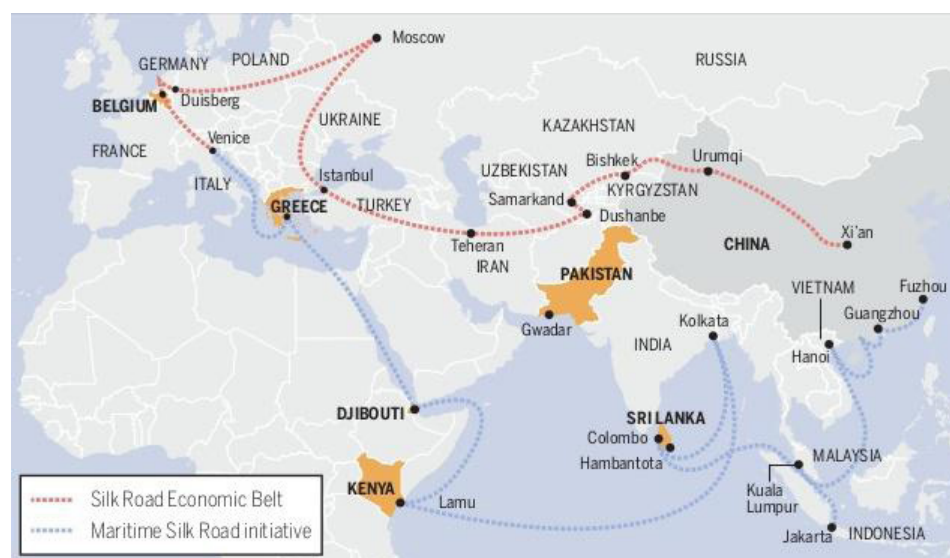 Moscow
POLAND
RUSSIA
GERMANY
Duisberg
BELGIUM
UKRAINE
KAZAKHSTAN
Venice
FRANCE
Bishkek
Urumqi
UZBEKISTAN
Istanbul
ITALY
KYRGYZSTAN
Samarkand
GREECE
TURKEY
Dushanbe
Xi'an
Teheran
CHINA
IRAN
PAKISTAN
VIETNAM
Fuzhou
Guangzhou
Gwadar
Kolkata
INDIA
Hanoi
DJIBOUTI
SRI LANKA
Colombo
Hambantota
MALAYSIA
KENYA
Lamu
Kuala
Lumpur
Jakarta
INDONESIA
Silk Road Economic Belt
Maritime Silk Road initiative